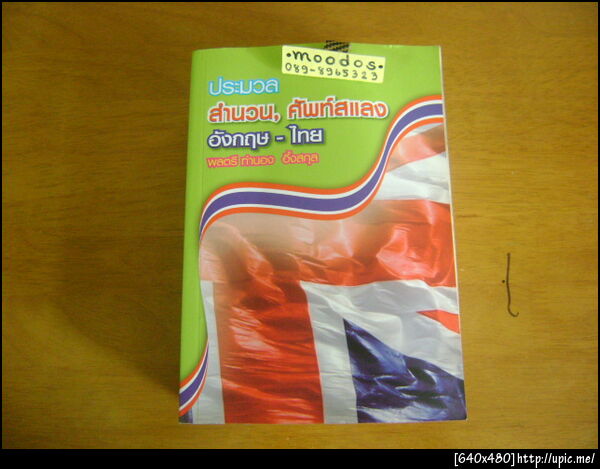 •moodos•
089-8965323
ประมวล
สำนวน, ศัพท์สแลง
อังกฤษ - ไทย
พลตรี ทำนอง อึ้งสกุล
[640x480]http://upic.me/